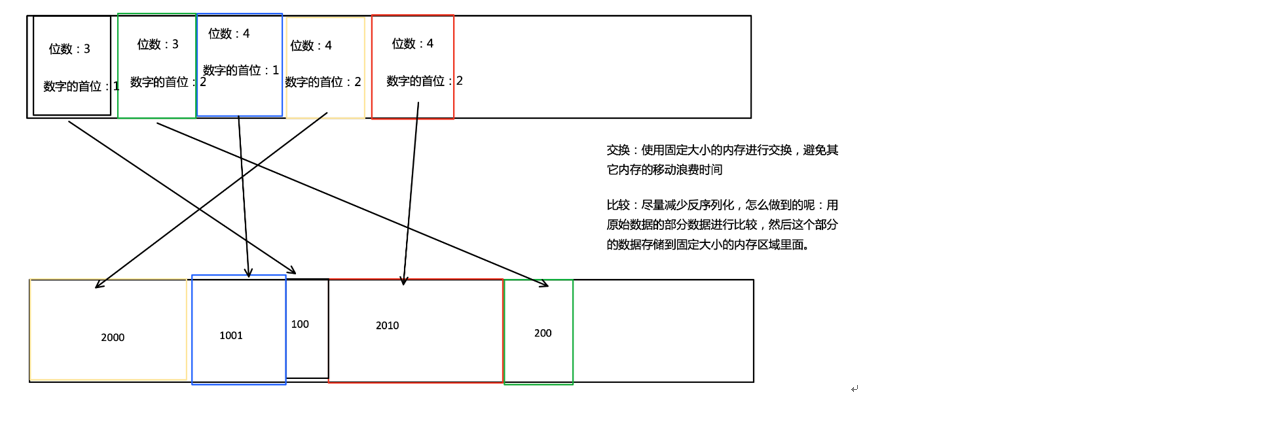 位数：3
数字的首位：1
位数：3
数字的首位：2
位数：4
数字的首位：1
位数：4
数字的首位：2
位数：4
数字的首位：2
交换：使用固定大小的内存进行交换，避免其
它内存的移动浪费时间
比较：尽量减少反序列化，怎么做到的呢：用
原始数据的部分数据进行比较，然后这个部分
的数据存储到固定大小的内存区域里面。
2000
1001
100
2010
200